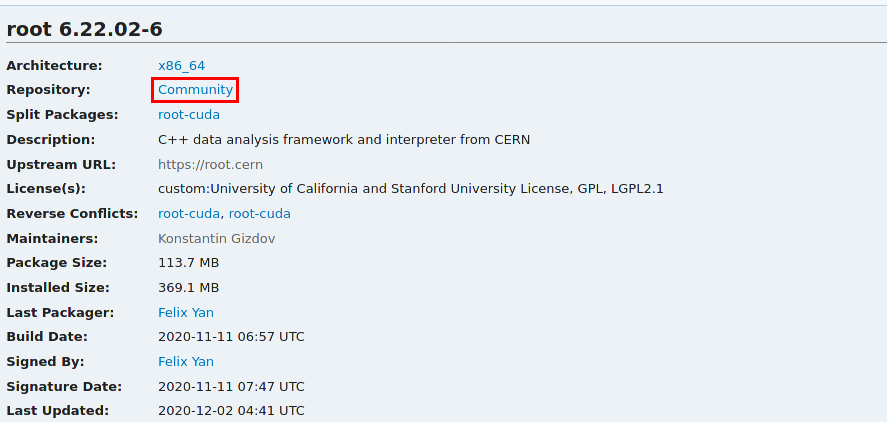 root 6.22.02-6
Architecture: x86_64
Repository: Community
Split Packages: root-cuda
Description: C++ data analysis framework and interpreter from CERN
Upstream URL: https://root.cern
License(s): custom:University of California and Stanford University License, GPL, LGPL2.1
Reverse Conflicts: root-cuda, root-cuda
Maintainers: Konstantin Gizdov
Package Size: 113.7 MB
Installed Size: 369.1 MB
Last Packager: Felix Yan
Build Date: 2020-11-11 06:57 UTC
Signed By: Felix Yan
Signature Date: 2020-11-11 07:47 UTC
Last Updated: 2020-12-02 04:41 UTC